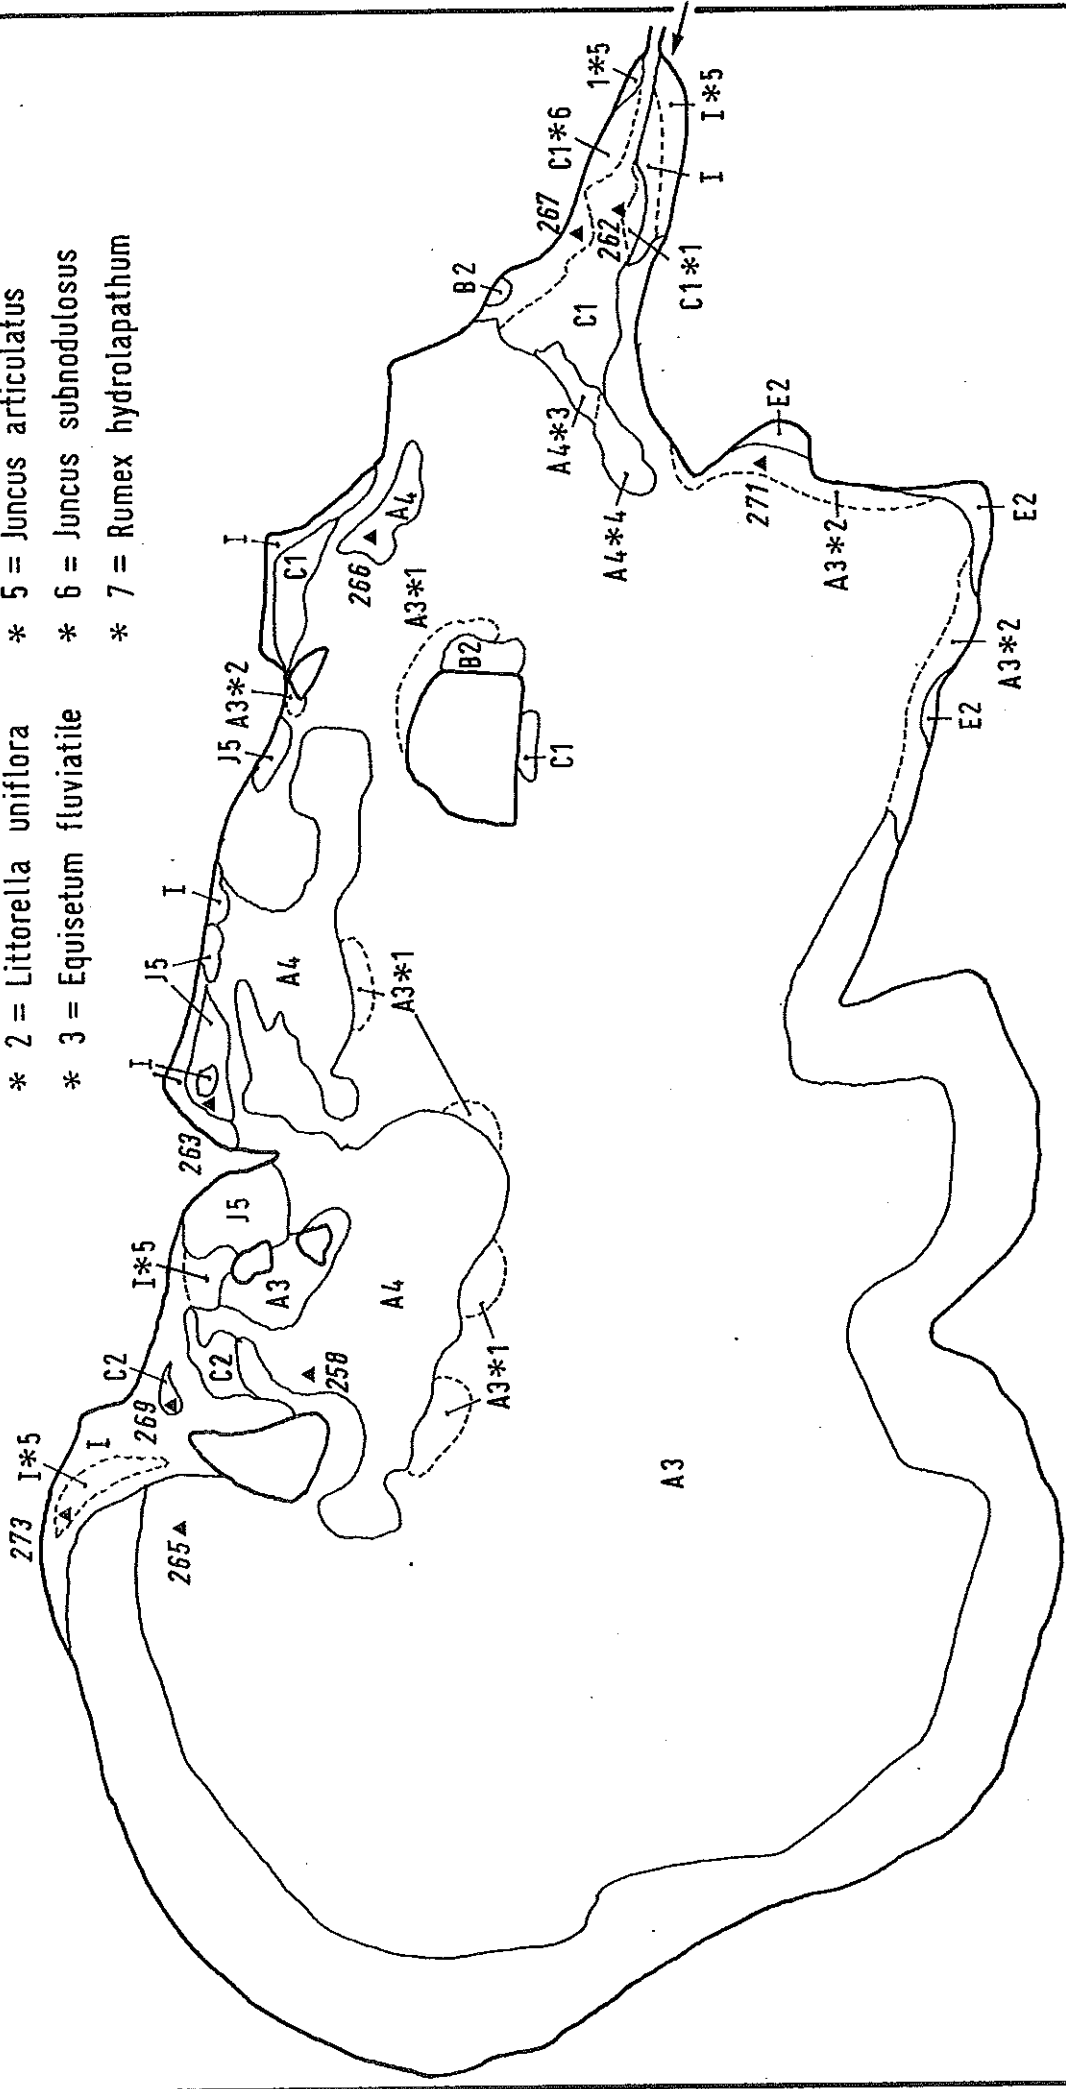 * 2 = Littorella uniflora
* 3 = Equisetum fluviatile
* 5 = Juncus articulatus
* 6 = Juncus subnodulosus
* 7 = Rumex hydrolapathum
273
I*5
I
269
C2
265
C2
258
I*5
J5
A3
A4
263
I
J5
I
A4
J5
A3*2
I
C1
266
A4
A3*1
B2
C1
A3*1
A3*1
A3
B2
267
C1*6
1*5
262
C1
C1*1
I
I*5
A4*3
A4*4
271
E2
A3*2
E2
A3*2
E2